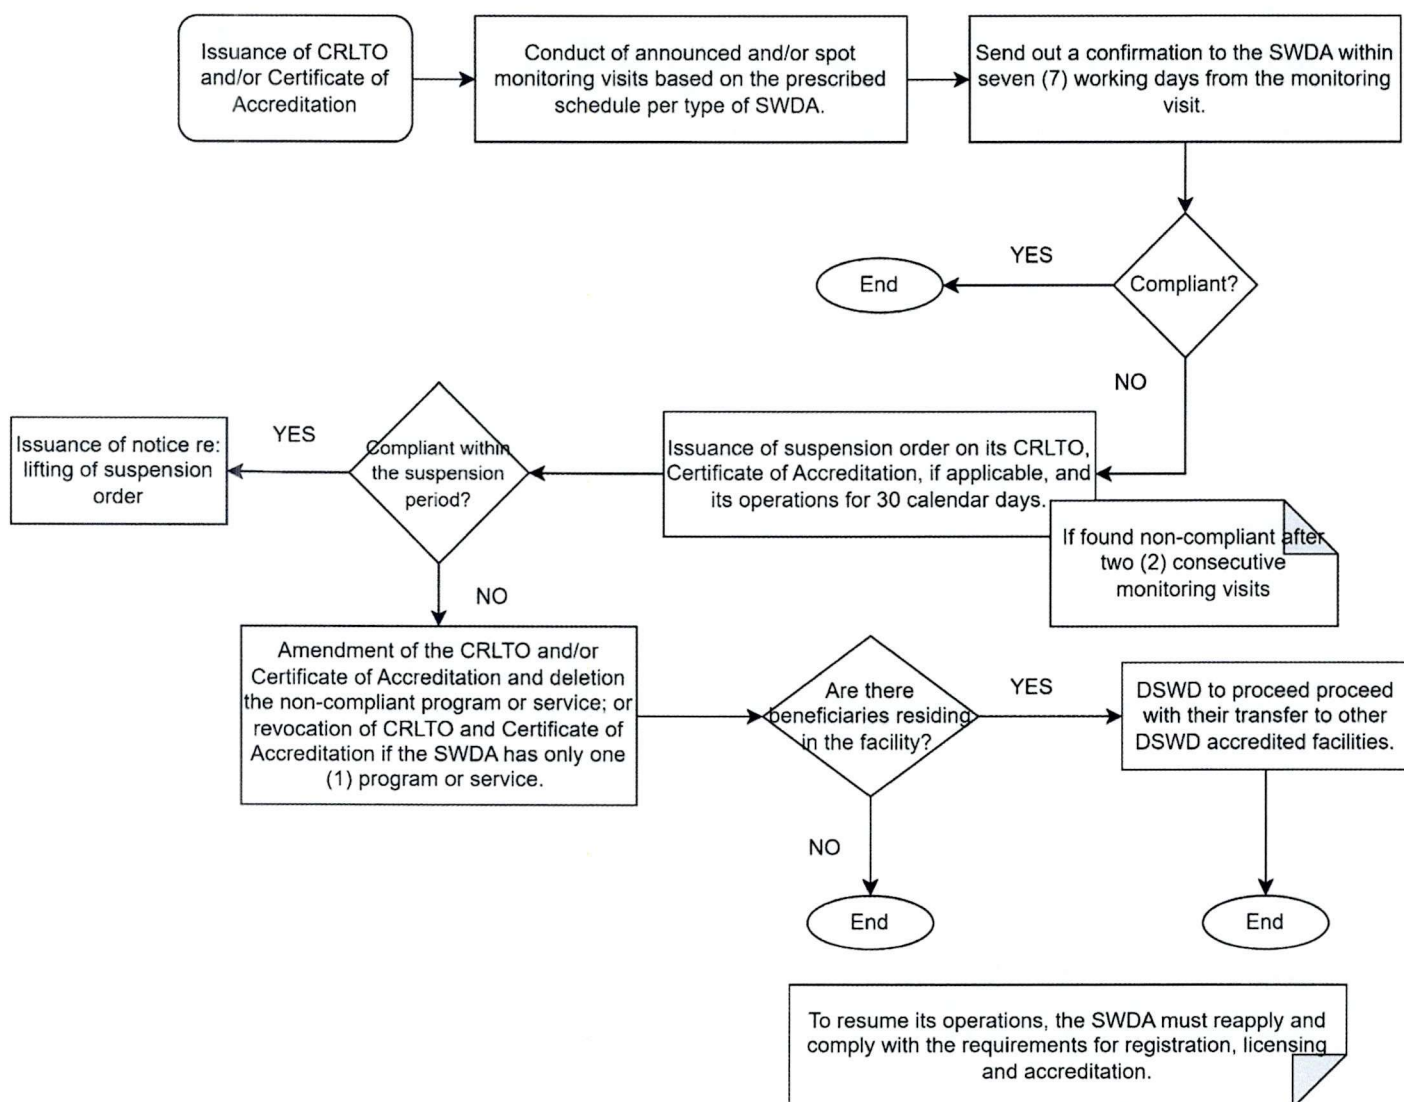 Issuance of CRLTO
and/or Certificate of
Accreditation
Conduct of announced and/or spot
monitoring visits based on the prescribed
schedule per type of SWDA.
Send out a confirmation to the SWDA within
seven (7) working days from the monitoring
visit.
Compliant?
YES
End
NO
Issuance of suspension order on its CRLTO,
Certificate of Accreditation, if applicable, and
its operations for 30 calendar days.
If found non-compliant after
two (2) consecutive
monitoring visits
Compliant within
the suspension
period?
YES
Issuance of notice re:
lifting of suspension
order
NO
Amendment of the CRLTO and/or
Certificate of Accreditation and deletion
the non-compliant program or service; or
revocation of CRLTO and Certificate of
Accreditation if the SWDA has only one
(1) program or service.
Are there
beneficiaries residing
in the facility?
YES
DSWD to proceed proceed
with their transfer to other
DSWD accredited facilities.
NO
End
End
To resume its operations, the SWDA must reapply and
comply with the requirements for registration, licensing
and accreditation.